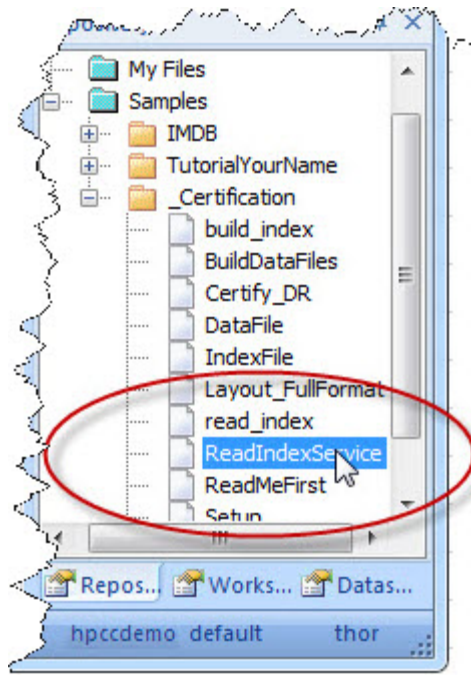 My Files
Samples
IMDB
TutorialYourName
_Certification
build_index
BuildDataFiles
Certify_DR
DataFile
IndexFile
Layout_FullFormat
read_index
ReadIndexService
ReadMeFirst
Setup
Repos... Works... Datas...
hpccdemo default thor